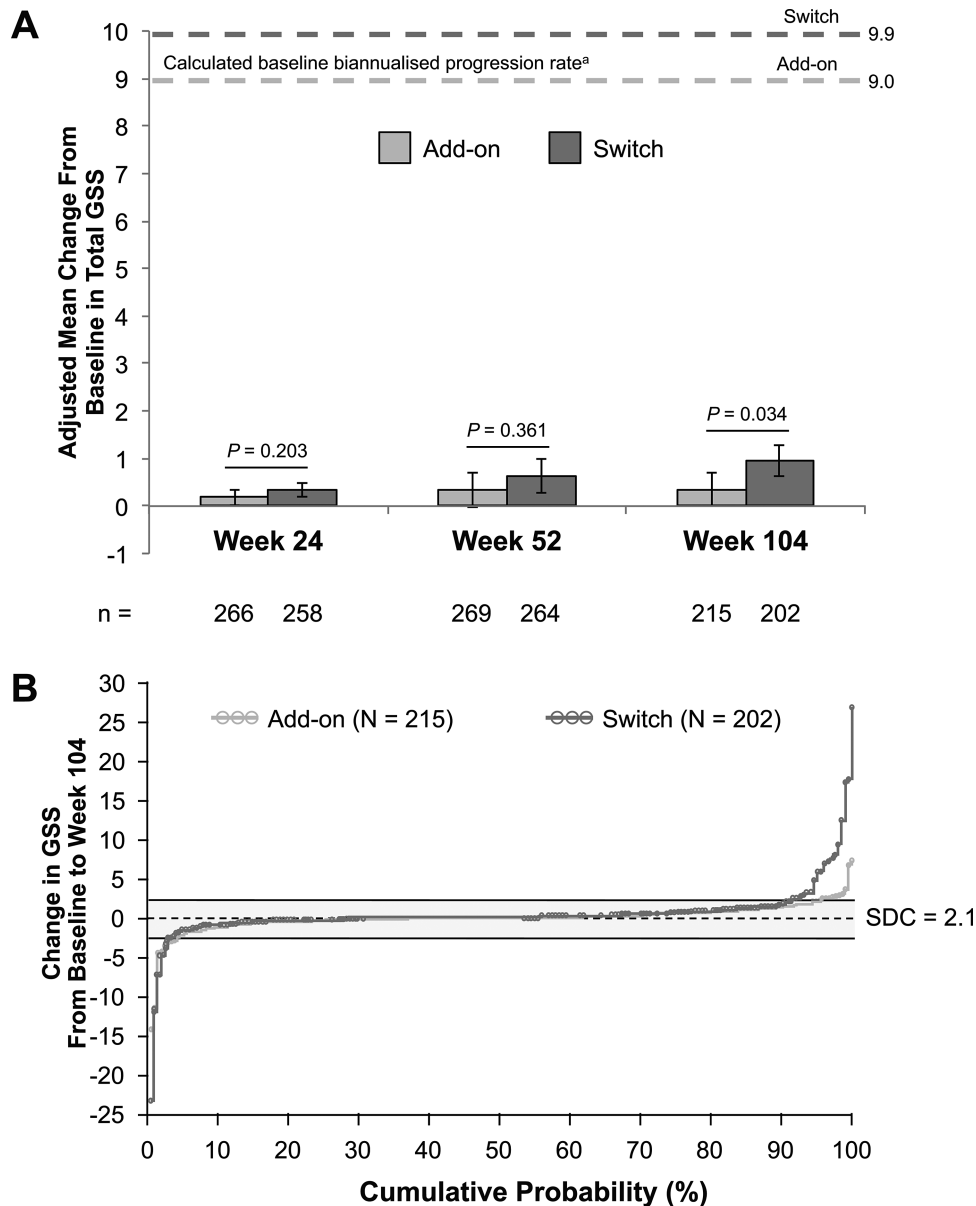 A
Adjusted Mean Change From
Baseline in Total GSS
10
9
8
7
6
5
4
3
2
1
0
-1
Switch
9.9
Calculated baseline biannualised progression rateᵃ
Add-on
9.0
Add-on
Switch
P = 0.203
P = 0.361
P = 0.034
Week 24
Week 52
Week 104
n =
266
258
269
264
215
202
B
Change in GSS
From Baseline to Week 104
30
25
20
15
10
5
0
-5
-10
-15
-20
-25
Add-on (N = 215)
Switch (N = 202)
SDC = 2.1
0
10
20
30
40
50
60
70
80
90
100
Cumulative Probability (%)